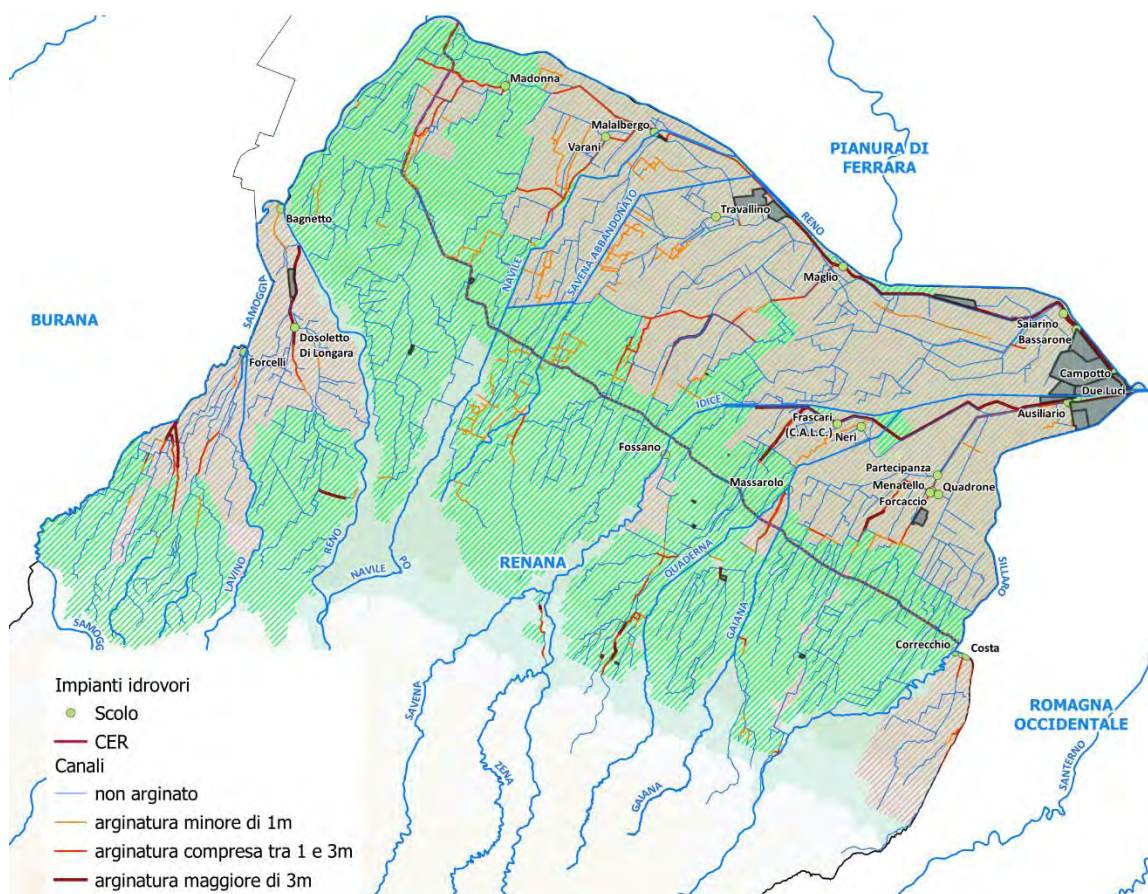 Madonna
Malalbergo
Varani
PIANURA DI
FERRARA
Bagnetto
Travallino
RENO
NAVILE
SAVENA ABBANDONATO
Maglio
SAMOGGIA
BURANA
Dosoletto
Di Longara
Forcelli
Saiarino
Bassarone
Campotto
Due Luci
IDICE
Ausiliario
Frascari
(C.A.L.C.)
Neri
Fossano
Partecipanza
Massarolo
Menatello
Quadrone
Forcaccio
RENO
LAVINO
NAVILE
PO
RENANA
QUADERNA
SILLARO
SAMOGG
GAIANA
Correcchio
Costa
Impianti idrovori
Scolo
CER
Canali
non arginato
arginatura minore di 1m
arginatura compresa tra 1 e 3m
arginatura maggiore di 3m
SAVENA
ZENA
GAIANA
ROMAGNA
OCCIDENTALE
SANTERNO